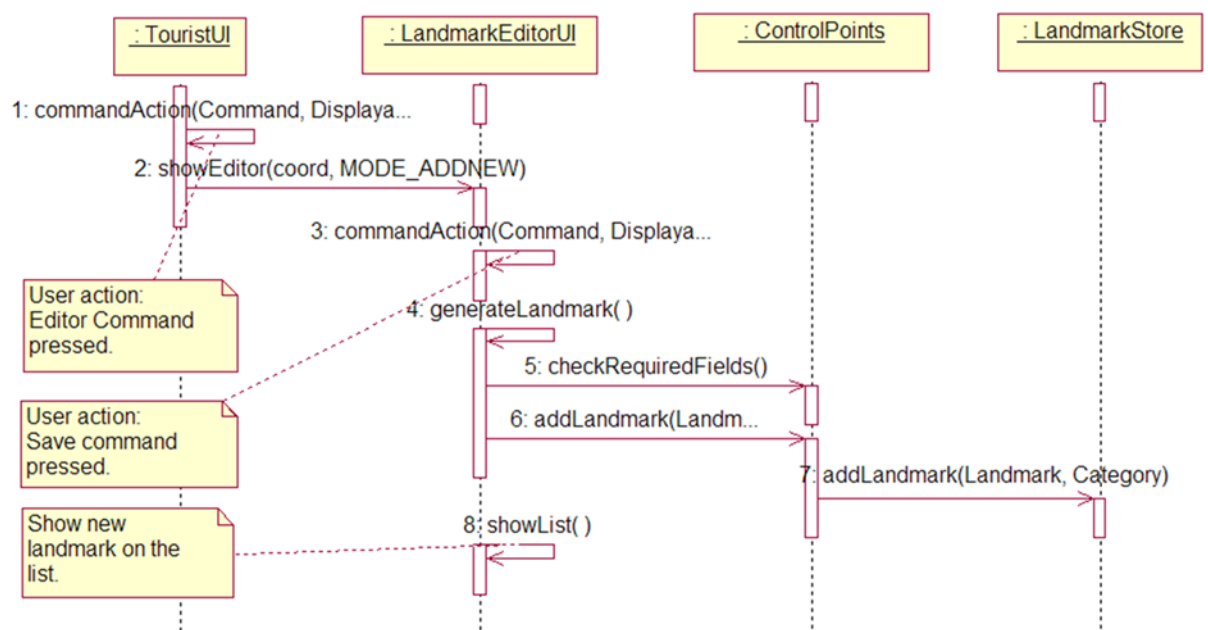 : TouristUI
: LandmarkEditorUI
: ControlPoints
: LandmarkStore
1: commandAction(Command, Displaya...
2: showEditor(coord, MODE_ADDNEW)
3: commandAction(Command, Displaya...
User action:
Editor Command
pressed.
4: generateLandmark( )
5: checkRequiredFields()
User action:
Save command
pressed.
6: addLandmark(Landm...
7: addLandmark(Landmark, Category)
Show new
landmark on the
list.
8: showList( )